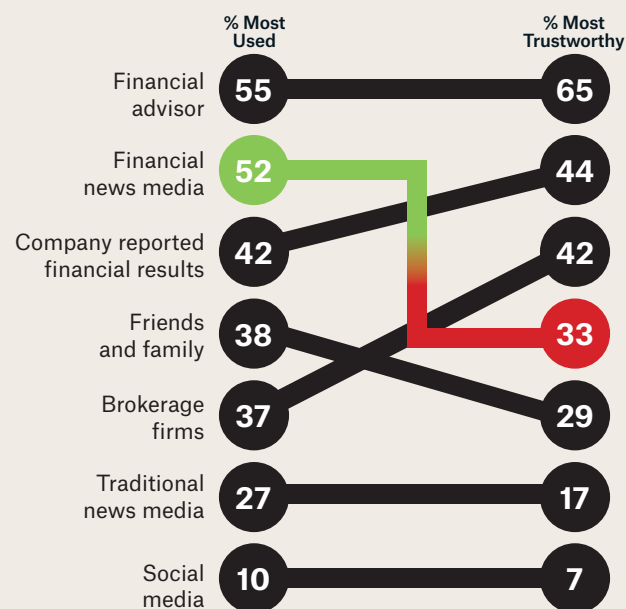 % Most
Used
% Most
Trustworthy
Financial
advisor
55
65
Financial
news media
52
44
Company reported
financial results
42
42
Friends
and family
38
33
Brokerage
firms
37
29
Traditional
news media
27
17
Social
media
10
7